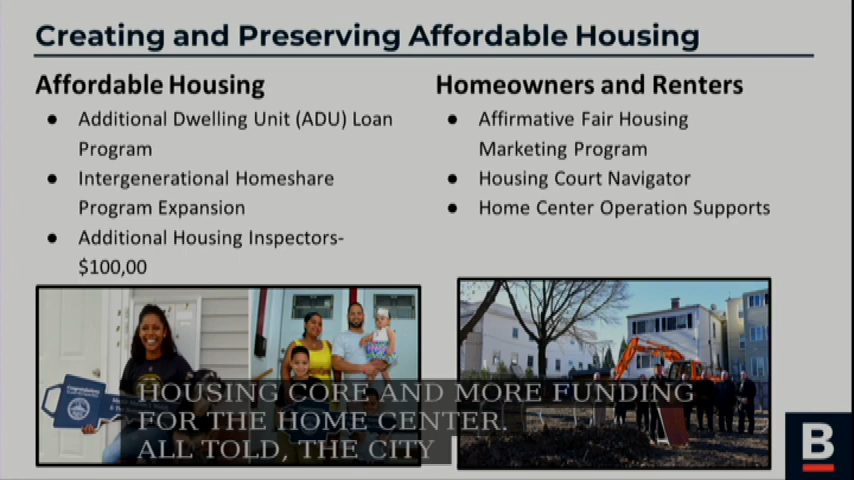 Creating and Preserving Affordable Housing
Affordable Housing
● Additional Dwelling Unit (ADU) Loan
Program
● Intergenerational Homeshare
Program Expansion
● Additional Housing Inspectors-
$100,00
Homeowners and Renters
● Affirmative Fair Housing
Marketing Program
● Housing Court Navigator
● Home Center Operation Supports
HOUSING CORE AND MORE FUNDING
FOR THE HOME CENTER.
ALL TOLD, THE CITY
B